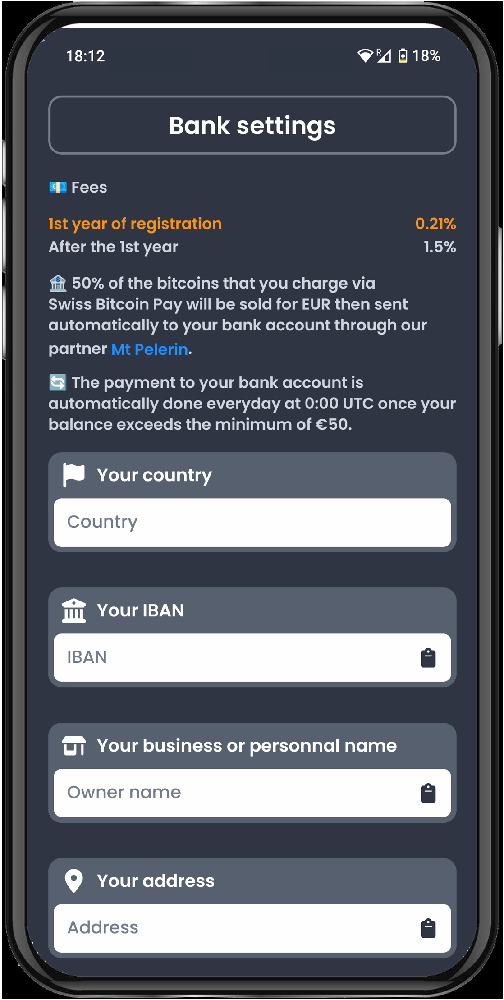 18:12
R
18%
Bank settings
Fees
1st year of registration 0.21%
After the 1st year 1.5%
50% of the bitcoins that you charge via
Swiss Bitcoin Pay will be sold for EUR then sent
automatically to your bank account through our
partner Mt Pelerin.
The payment to your bank account is
automatically done everyday at 0:00 UTC once your
balance exceeds the minimum of €50.
Your country
Country
Your IBAN
IBAN
Your business or personnal name
Owner name
Your address
Address